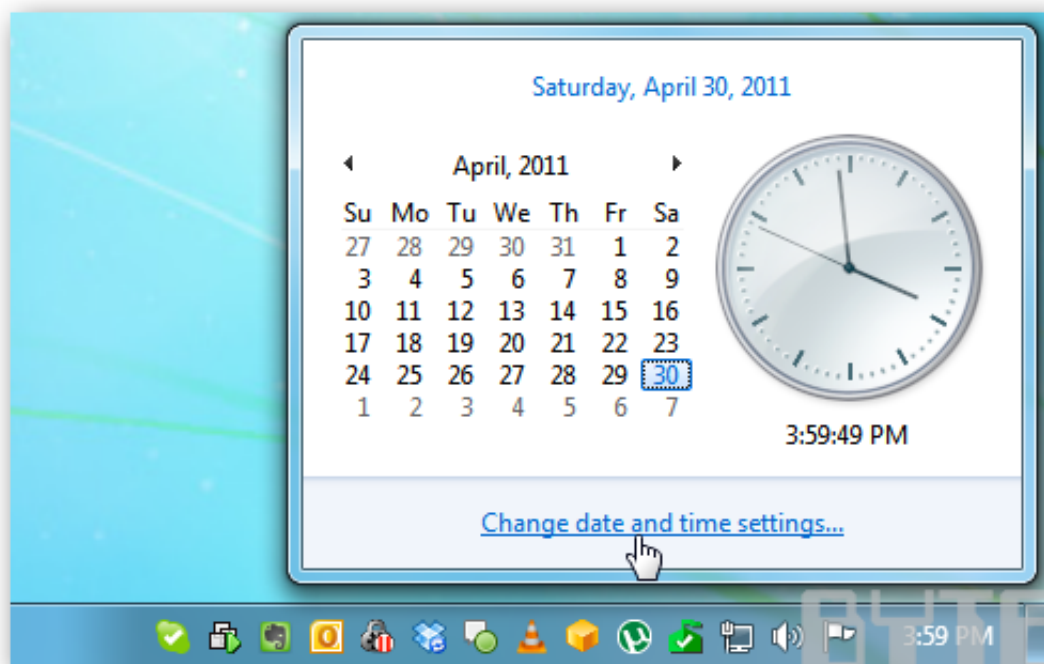 Saturday, April 30, 2011
April, 2011
Su Mo Tu We Th Fr Sa
27 28 29 30 31 1 2
3 4 5 6 7 8 9
10 11 12 13 14 15 16
17 18 19 20 21 22 23
24 25 26 27 28 29 30
1 2 3 4 5 6 7
3:59:49 PM
Change date and time settings...
3:59 PM